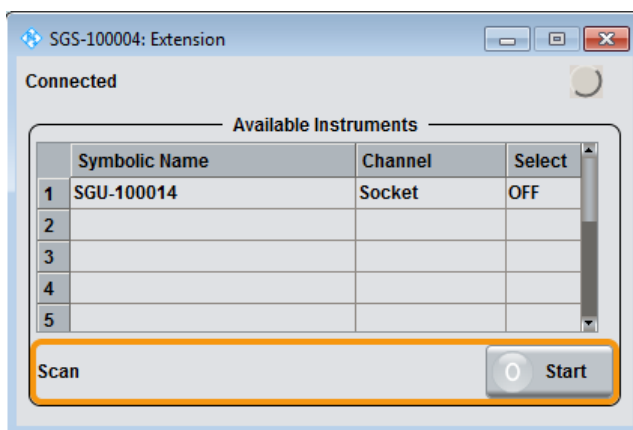 SGS-100004: Extension
Connected
Available Instruments
Symbolic Name Channel Select
1 SGU-100014 Socket OFF
2
3
4
5
Scan 0 Start